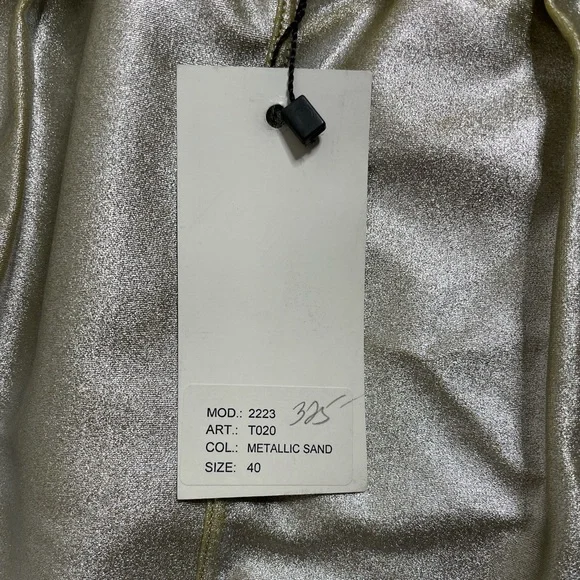 MOD.: 2223 325
ART.: T020
COL.: METALLIC SAND
SIZE: 40